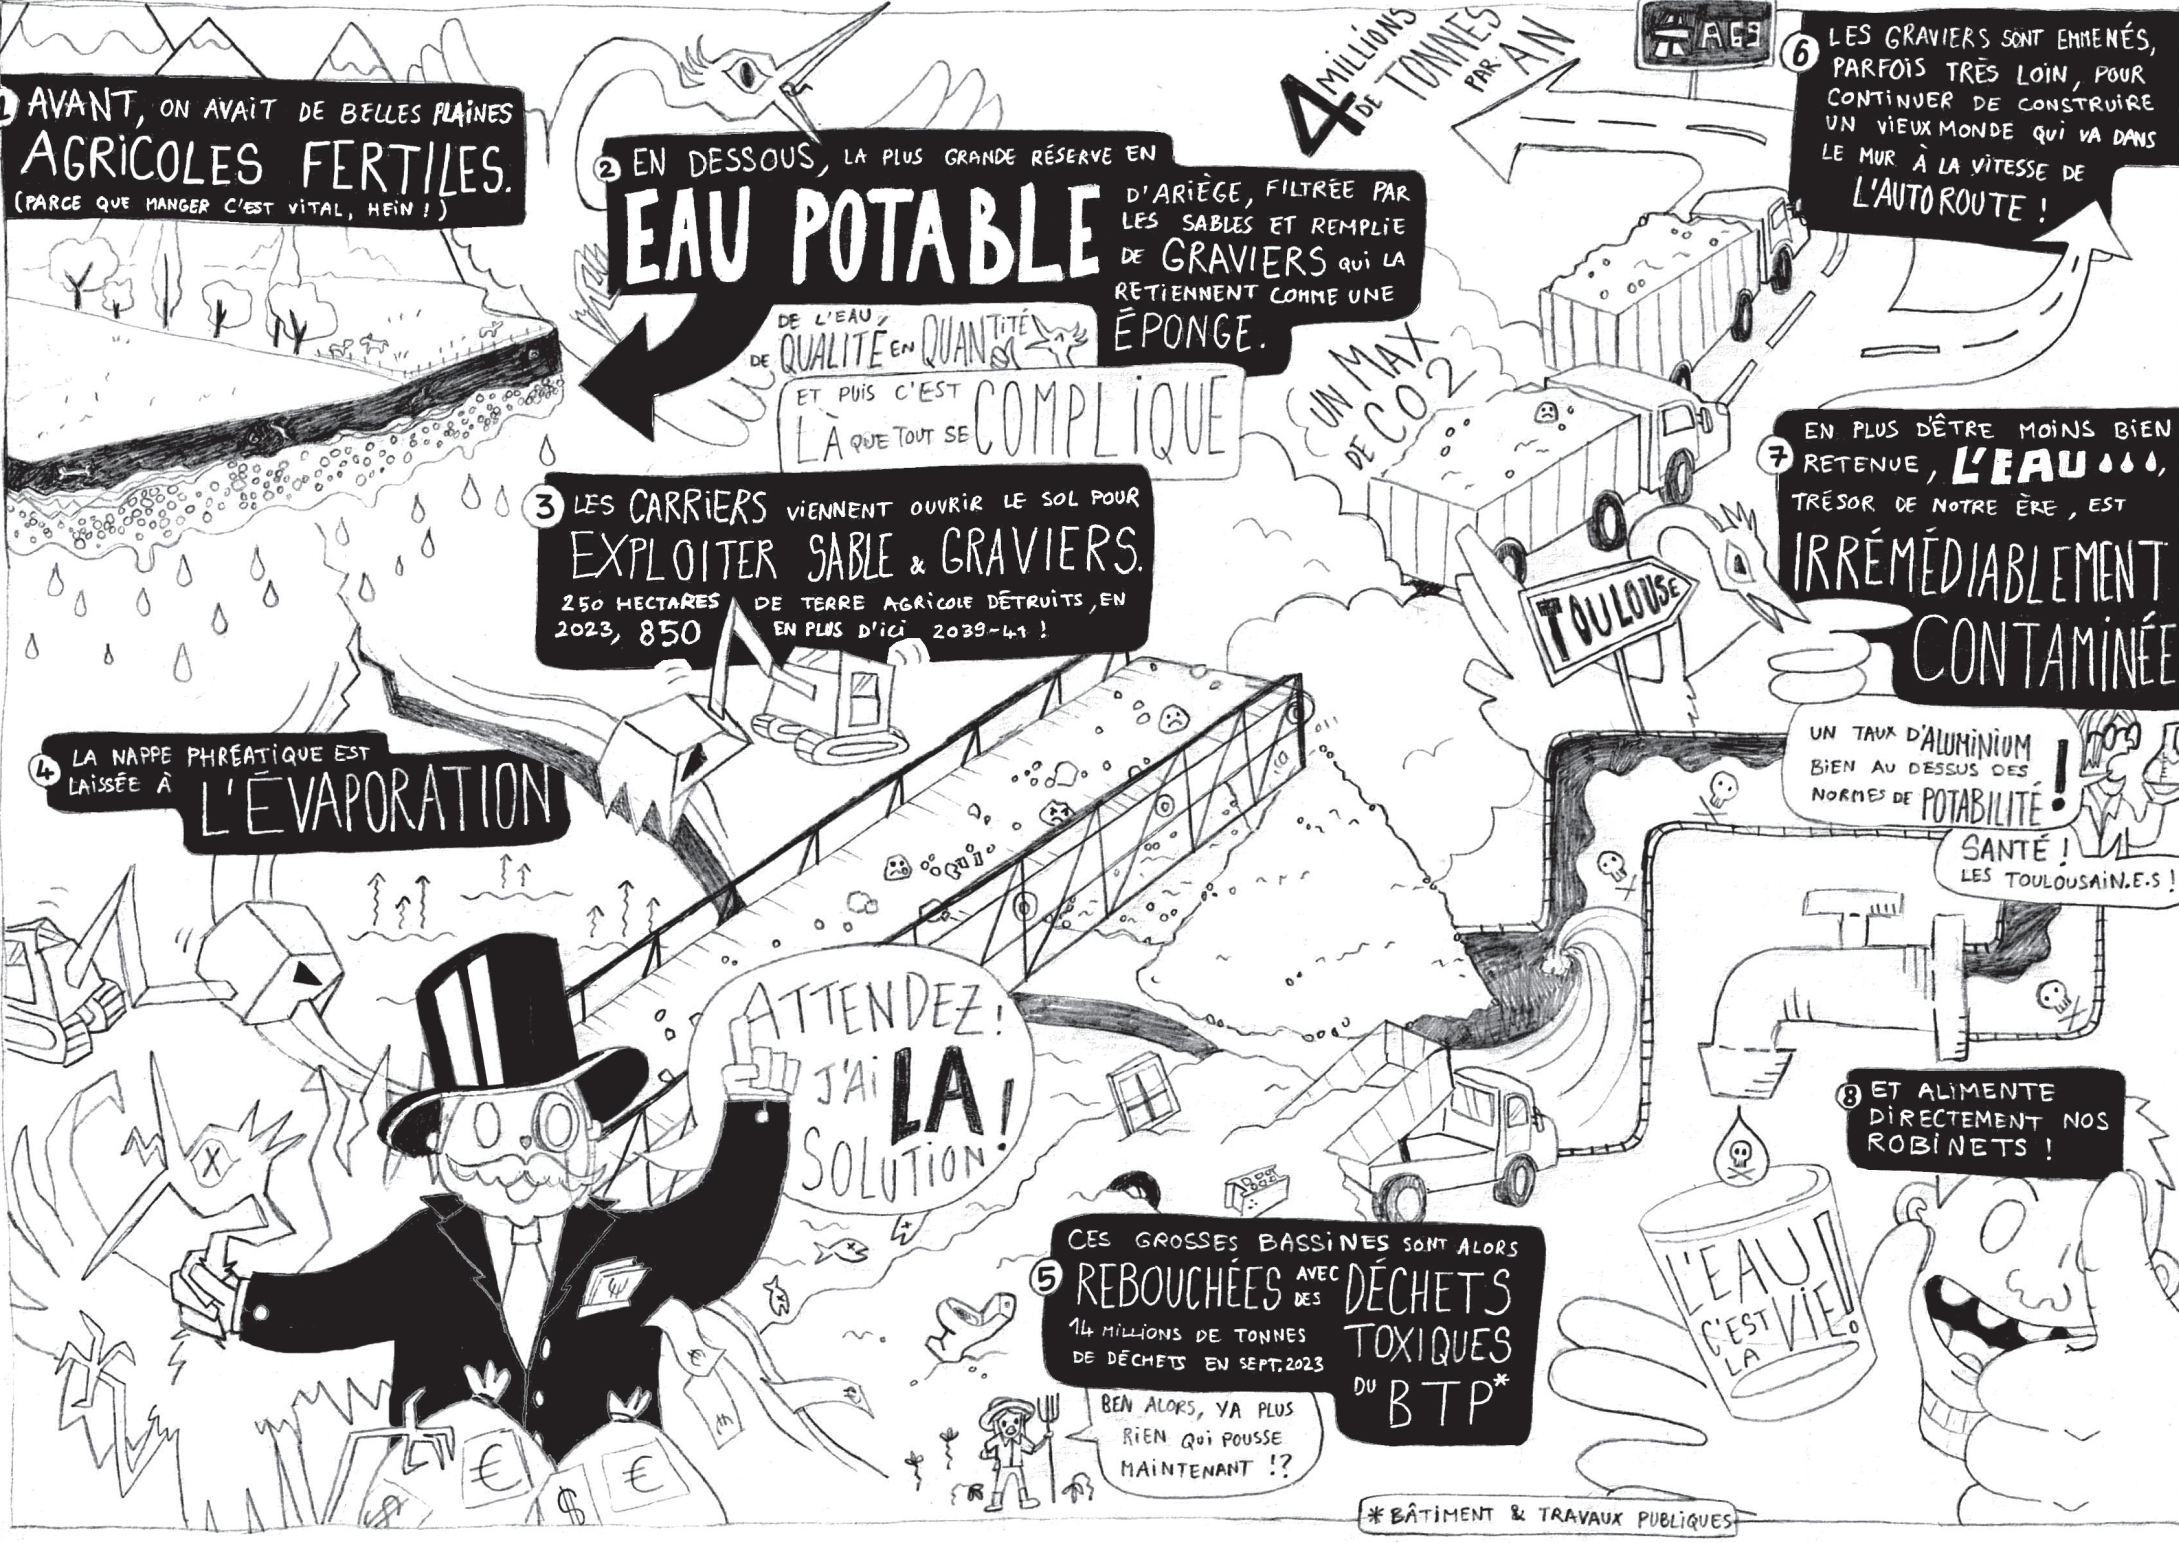 1 AVANT, ON AVAIT DE BELLES PLAINES
AGRICOLES FERTILES.
(PARCE QUE MANGER C'EST VITAL, HEIN !)
2 EN DESSOUS, LA PLUS GRANDE RÉSERVE EN
EAU POTABLE
D'ARIÈGE, FILTRÉE PAR
LES SABLES ET REMPLIE
DE GRAVIERS QUI LA
RETIENNENT COMME UNE
ÉPONGE.
DE L'EAU
DE QUALITÉ EN QUANTITÉ
ET PUIS C'EST
LÀ QUE TOUT SE COMPLIQUE
3 LES CARRIERS VIENNENT OUVRIR LE SOL POUR
EXPLOITER SABLE & GRAVIERS.
250 HECTARES DE TERRE AGRICOLE DÉTRUITS, EN
2023, 850 EN PLUS D'ICI 2039-41 !
4 LA NAPPE PHRÉATIQUE EST
LAISSÉE À L'ÉVAPORATION
ATTENDEZ !
J'AI LA
SOLUTION !
5 CES GROSSES BASSINES SONT ALORS
REBOUCHÉES AVEC DES DÉCHETS
TOXIQUES
DU BTP*
14 MILLIONS DE TONNES
DE DÉCHETS EN SEPT. 2023
BEN ALORS, YA PLUS
RIEN QUI POUSSE
MAINTENANT !?
€
$
€
*BÂTIMENT & TRAVAUX PUBLIQUES
4 MILLIONS
DE TONNES
PAR AN
UN MAX
DE CO2
A65
6 LES GRAVIERS SONT EMMENÉS,
PARFOIS TRÈS LOIN, POUR
CONTINUER DE CONSTRUIRE
UN VIEUX MONDE QUI VA DANS
LE MUR À LA VITESSE DE
L'AUTOROUTE !
TOULOUSE
7 EN PLUS D'ÊTRE MOINS BIEN
RETENUE, L'EAU,
TRÉSOR DE NOTRE ÈRE, EST
IRRÉMÉDIABLEMENT
CONTAMINÉE
UN TAUX D'ALUMINIUM
BIEN AU DESSUS DES
NORMES DE POTABILITÉ !
SANTÉ !
LES TOULOUSAIN.E.S !
8 ET ALIMENTE
DIRECTEMENT NOS
ROBINETS !
L'EAU
C'EST
LA VIE !